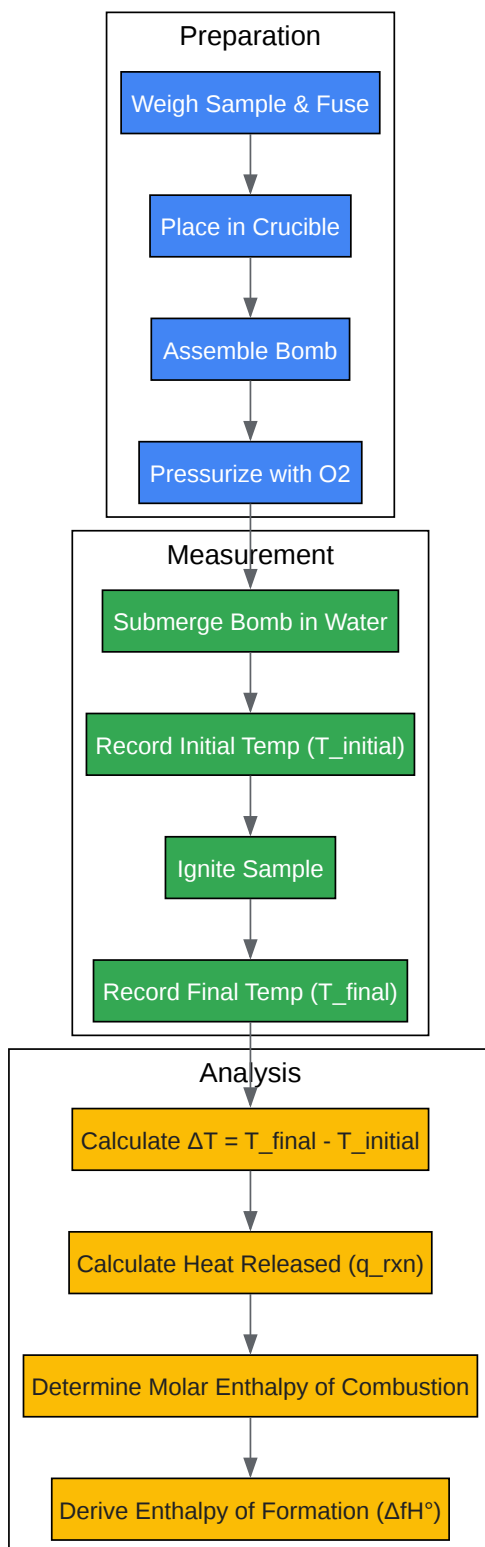 Preparation
Weigh Sample & Fuse
Place in Crucible
Assemble Bomb
Pressurize with O2
Measurement
Submerge Bomb in Water
Record Initial Temp (T_initial)
Ignite Sample
Record Final Temp (T_final)
Analysis
Calculate ΔT = T_final - T_initial
Calculate Heat Released (q_rxn)
Determine Molar Enthalpy of Combustion
Derive Enthalpy of Formation (ΔfH°)